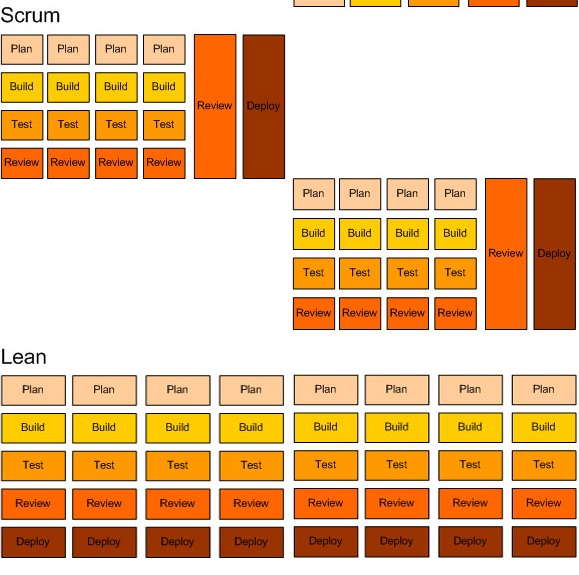 Scrum
Plan Plan Plan Plan
Build Build Build Build
Review Deploy
Test Test Test Test
Review Review Review Review
Plan Plan Plan Plan
Build Build Build Build
Review Deploy
Test Test Test Test
Review Review Review Review
Lean
Plan Plan Plan Plan Plan Plan Plan Plan
Build Build Build Build Build Build Build Build
Test Test Test Test Test Test Test Test
Review Review Review Review Review Review Review Review
Deploy Deploy Deploy Deploy Deploy Deploy Deploy Deploy